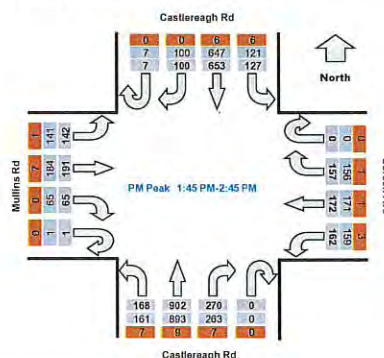 Castlereagh Rd
0 0 6 6
7 100 647 121
7 100 653 127
North
Mullins Rd
1 141 142
7 184 191
0 65 65
0 1 1
PM Peak 1:45 PM-2:45 PM
0 0 0
157 156 1
172 171 1
162 159 3
168 902 270 0
161 893 263 0
7 9 7 0
Castlereagh Rd